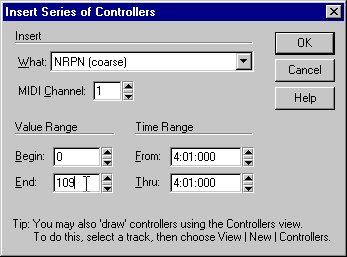 Insert Series of Controllers
Insert
What: NRPN (coarse)
MIDI Channel: 1
OK
Cancel
Help
Value Range
Begin: 0
End: 109
Time Range
From: 4:01:000
Thru: 4:01:000
Tip: You may also 'draw' controllers using the Controllers view.
To do this, select a track, then choose View | New | Controllers.